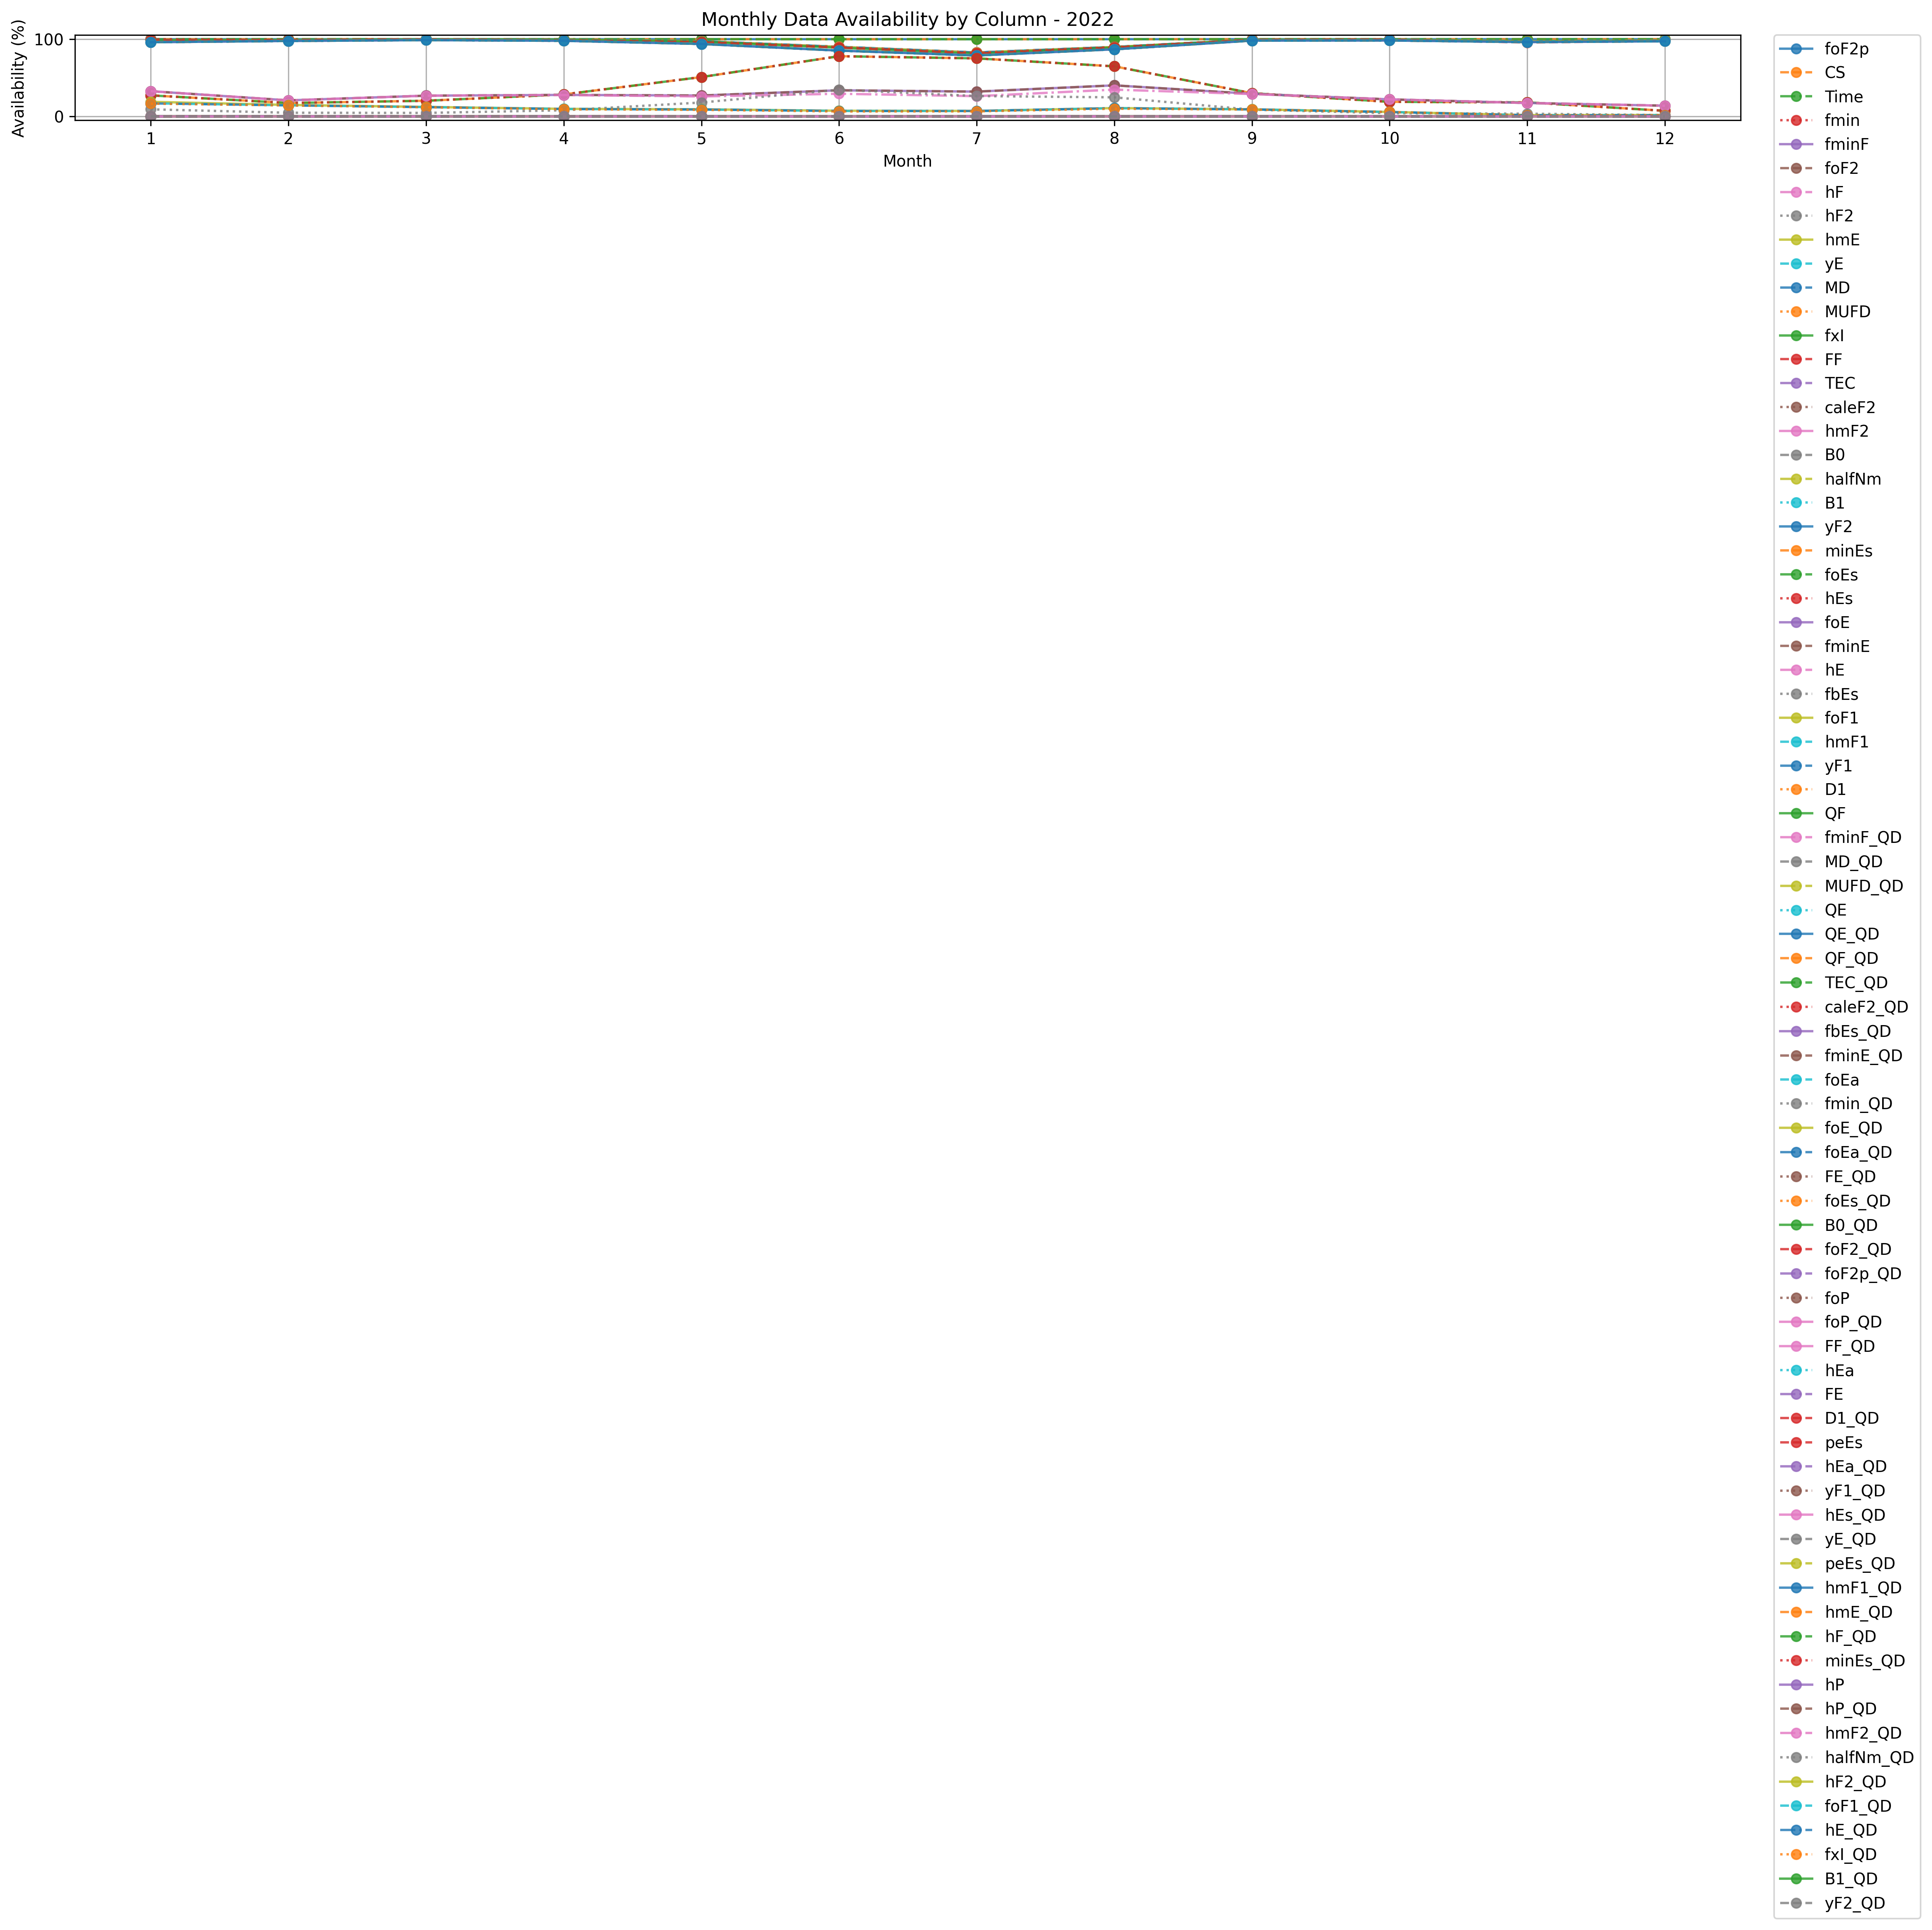 Monthly Data Availability by Column - 2022
Availability (%)
100
0
1 2 3 4 5 6 7 8 9 10 11 12
Month
foF2p
CS
Time
fmin
fminF
foF2
hF
hF2
hmE
yE
MD
MUFD
fxI
FF
TEC
caleF2
hmF2
B0
halfNm
B1
yF2
minEs
foEs
hEs
foE
fminE
hE
fbEs
foF1
hmF1
yF1
D1
QF
fminF_QD
MD_QD
MUFD_QD
QE
QE_QD
QF_QD
TEC_QD
caleF2_QD
fbEs_QD
fminE_QD
foEa
fmin_QD
foE_QD
foEa_QD
FE_QD
foEs_QD
B0_QD
foF2_QD
foF2p_QD
foP
foP_QD
FF_QD
hEa
FE
D1_QD
peEs
hEa_QD
yF1_QD
hEs_QD
yE_QD
peEs_QD
hmF1_QD
hmE_QD
hF_QD
minEs_QD
hP
hP_QD
hmF2_QD
halfNm_QD
hF2_QD
foF1_QD
hE_QD
fxI_QD
B1_QD
yF2_QD